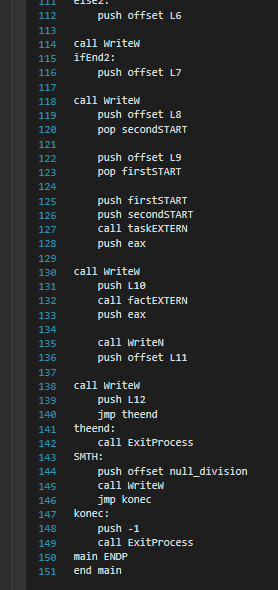 111 else2:
112 push offset L6
113
114 call WriteW
115 ifEnd2:
116 push offset L7
117
118 call WriteW
119 push offset L8
120 pop secondSTART
121
122 push offset L9
123 pop firstSTART
124
125 push firstSTART
126 push secondSTART
127 call taskEXTERN
128 push eax
129
130 call WriteW
131 push L10
132 call factEXTERN
133 push eax
134
135 call WriteN
136 push offset L11
137
138 call WriteW
139 push L12
140 jmp theend
141 theend:
142 call ExitProcess
143 SMTH:
144 push offset null_division
145 call WriteW
146 jmp konec
147 konec:
148 push -1
149 call ExitProcess
150 main ENDP
151 end main